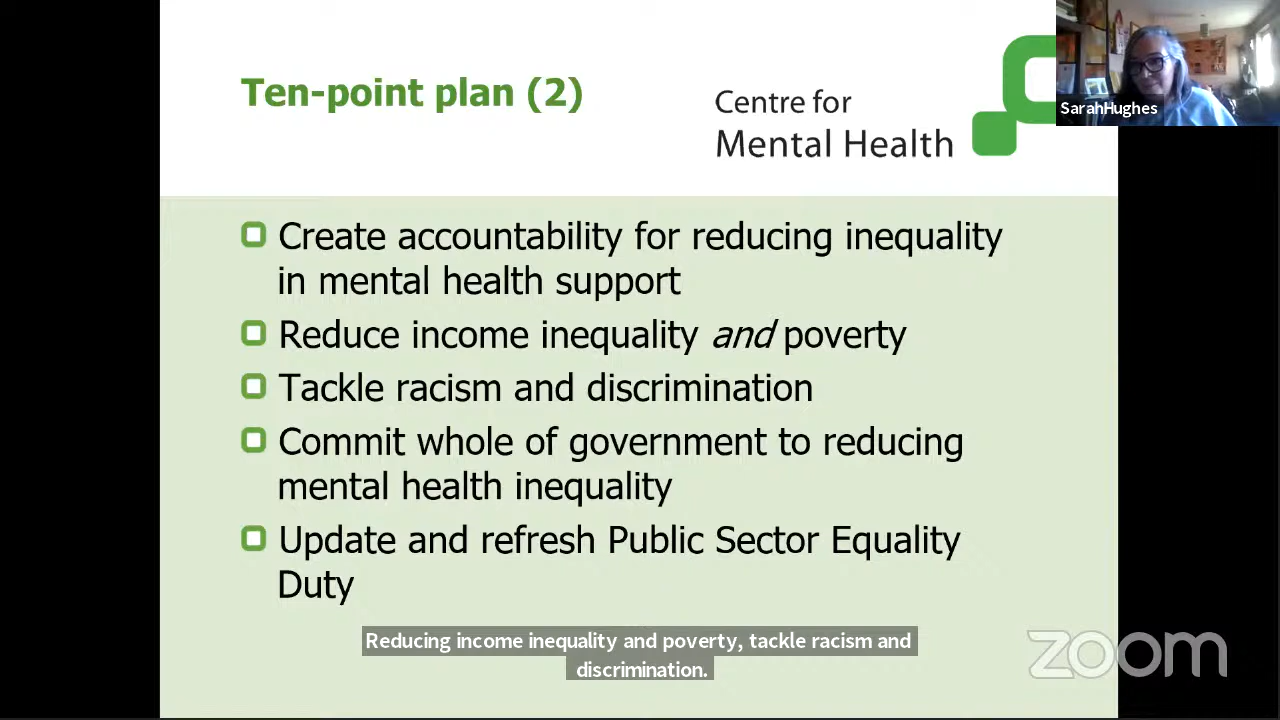 Ten-point plan (2)
Centre for
Mental Health
SarahHughes
Create accountability for reducing inequality
in mental health support
Reduce income inequality and poverty
Tackle racism and discrimination
Commit whole of government to reducing
mental health inequality
Update and refresh Public Sector Equality
Duty
Reducing income inequality and poverty, tackle racism and
discrimination.
zoom